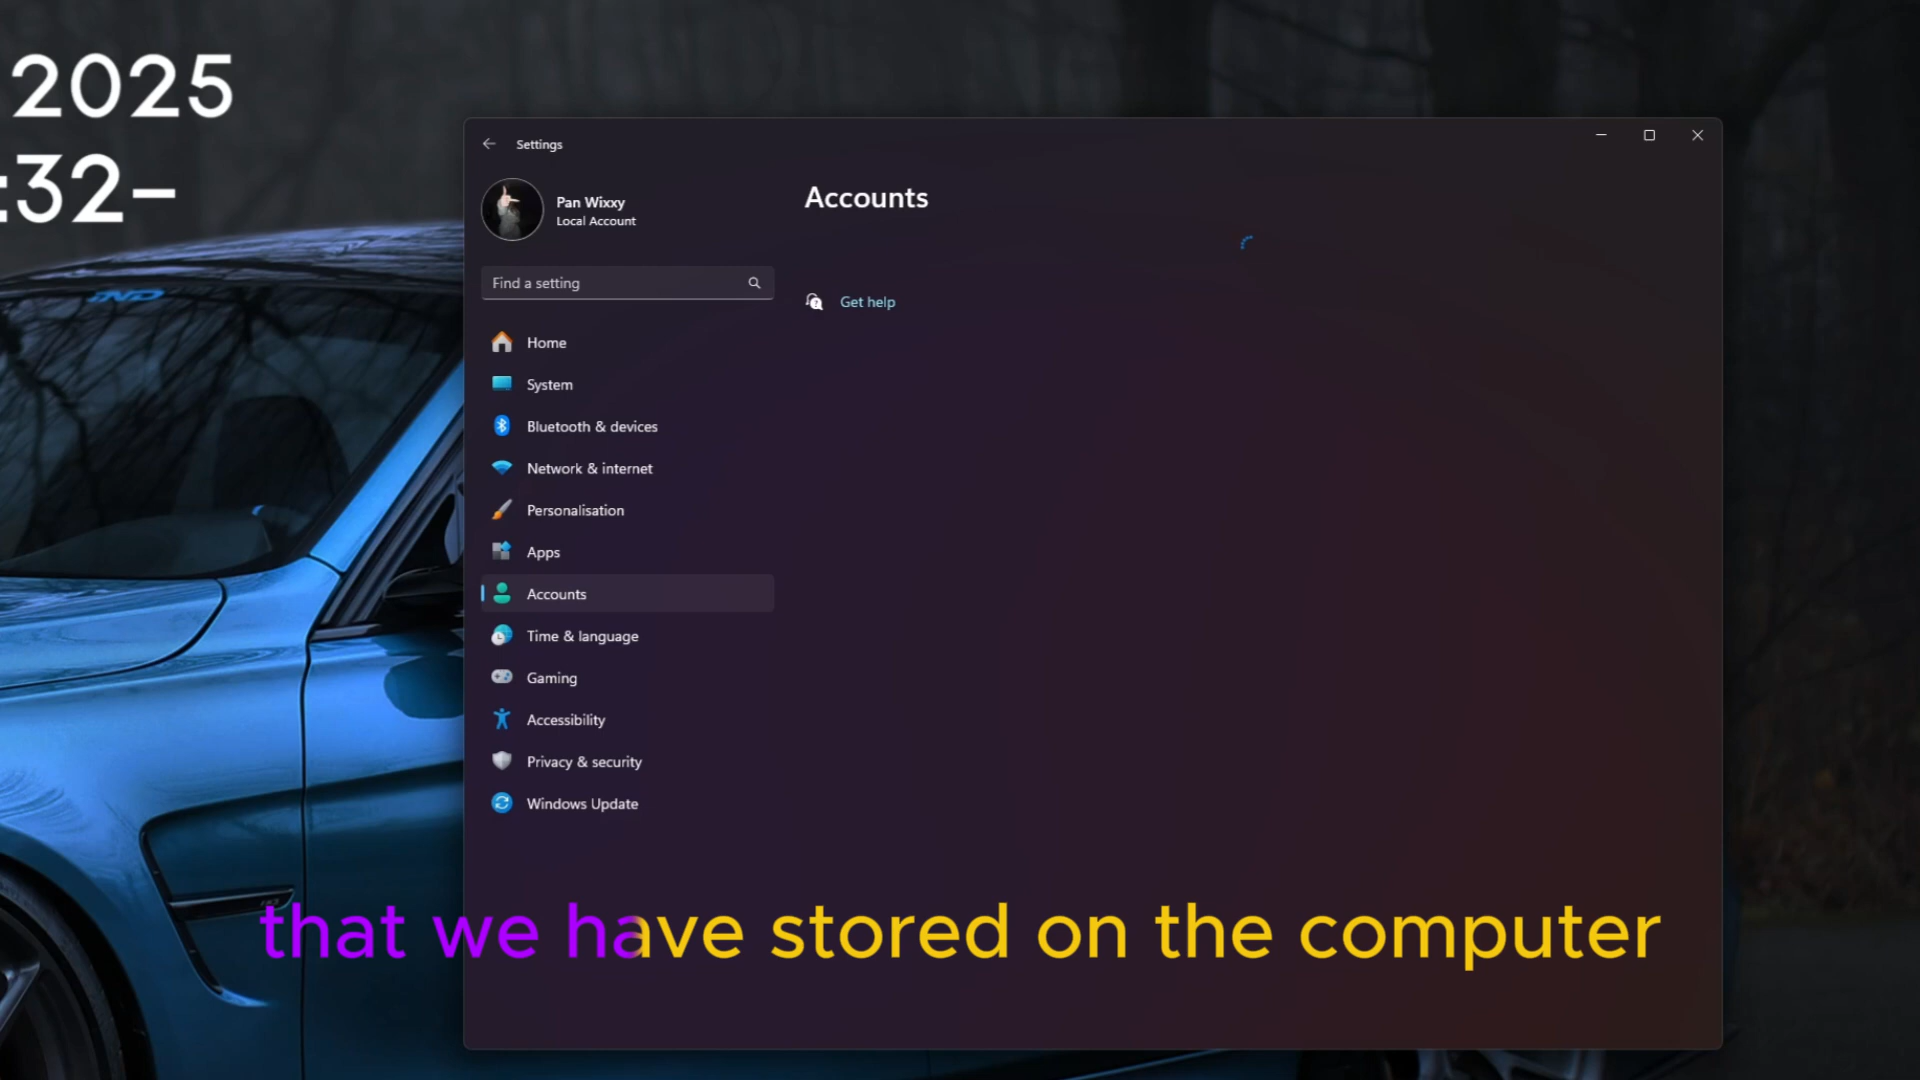 2025
:32-
Settings
Pan Wixxy
Local Account
Find a setting
Home
System
Bluetooth & devices
Network & internet
Personalisation
Apps
Accounts
Time & language
Gaming
Accessibility
Privacy & security
Windows Update
Accounts
Get help
IND
that we have stored on the computer